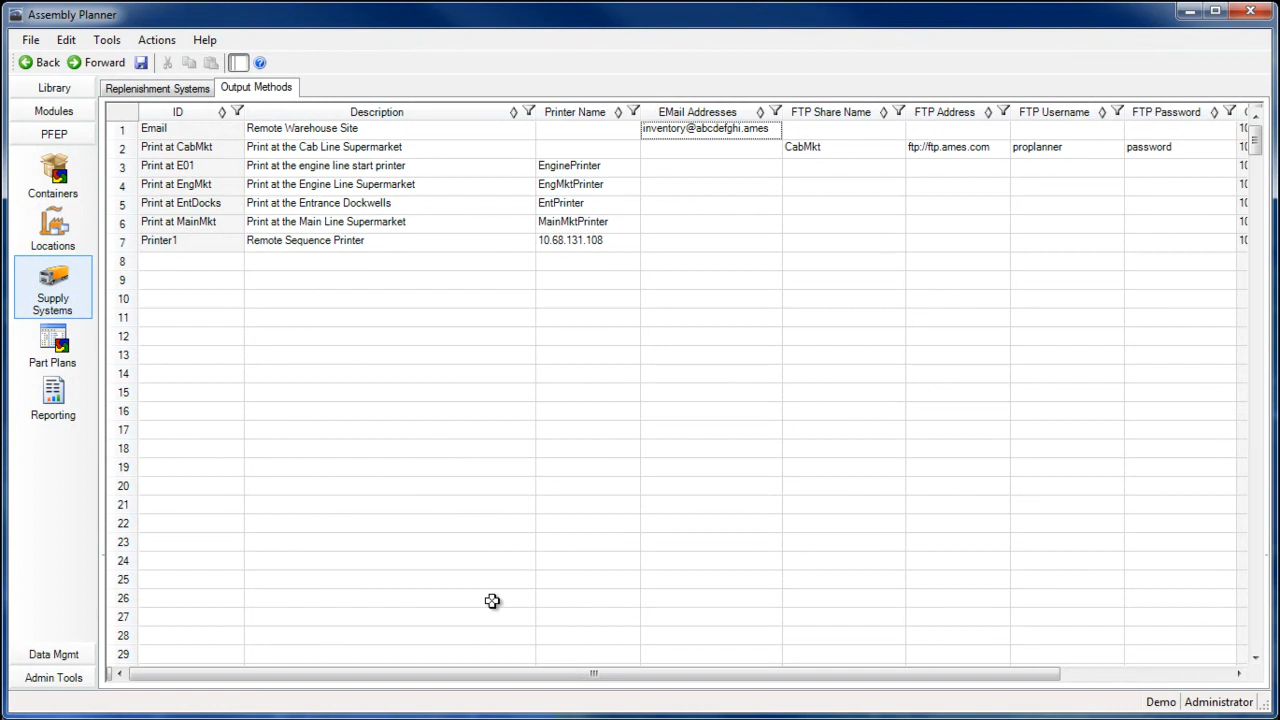 Assembly Planner
File Edit Tools Actions Help
Back Forward
Library
Modules
PFEP
Containers
Locations
Supply
Systems
Part Plans
Reporting
Data Mgmt
Admin Tools
Replenishment Systems Output Methods
ID Description Printer Name EMail Addresses FTP Share Name FTP Address FTP Username FTP Password
1 Email Remote Warehouse Site inventory@abcdefghi.ames 10
2 Print at CabMkt Print at the Cab Line Supermarket CabMkt ftp://ftp.ames.com proplanner password 10
3 Print at E01 Print at the engine line start printer EnginePrinter 10
4 Print at EngMkt Print at the Engine Line Supermarket EngMktPrinter 10
5 Print at EntDocks Print at the Entrance Dockwells EntPrinter 10
6 Print at MainMkt Print at the Main Line Supermarket MainMktPrinter 10
7 Printer1 Remote Sequence Printer 10.68.131.108 10
8
9
10
11
12
13
14
15
16
17
18
19
20
21
22
23
24
25
26
27
28
29
Demo Administrator